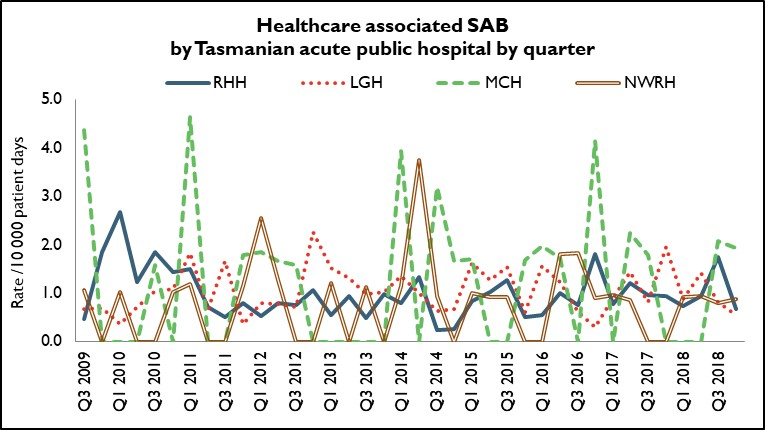 Healthcare associated SAB
by Tasmanian acute public hospital by quarter
RHH LGH MCH NWRH
Rate /10 000 patient days
5.0
4.0
3.0
2.0
1.0
0.0
Q3 2009
Q1 2010
Q3 2010
Q1 2011
Q3 2011
Q1 2012
Q3 2012
Q1 2013
Q3 2013
Q1 2014
Q3 2014
Q1 2015
Q3 2015
Q1 2016
Q3 2016
Q1 2017
Q3 2017
Q1 2018
Q3 2018